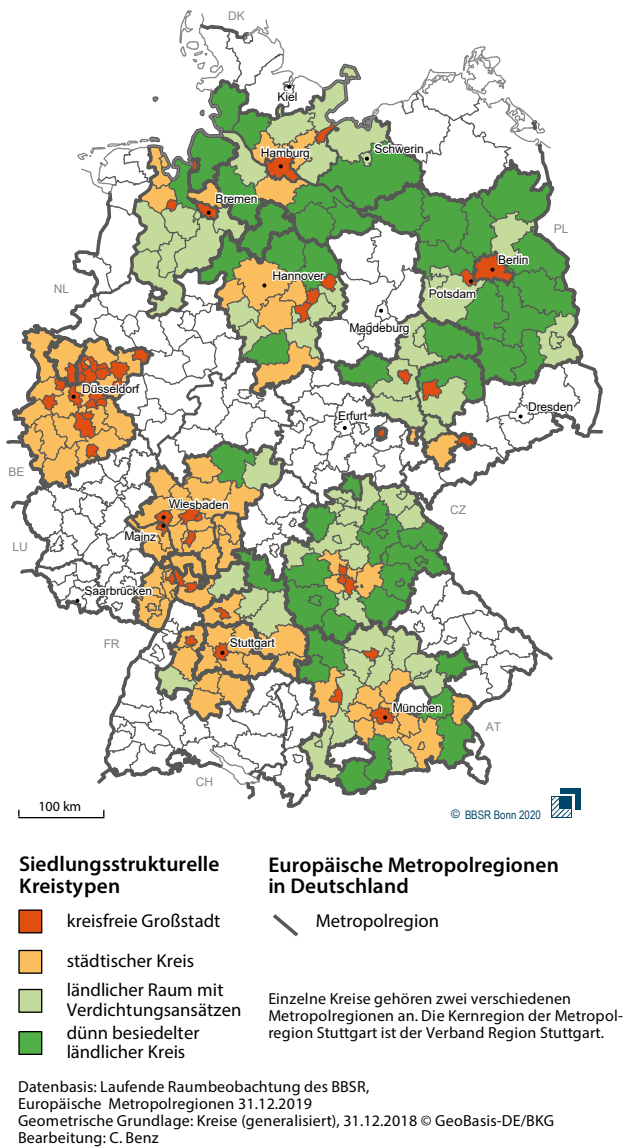 DK
Kiel
Schwerin
Hamburg
Bremen
PL
Berlin
Hannover
Potsdam
NL
Magdeburg
Düsseldorf
Dresden
Erfurt
BE
Wiesbaden
CZ
Mainz
LU
Saarbrücken
FR
Stuttgart
München
AT
CH
100 km
© BBSR Bonn 2020
Siedlungsstrukturelle
Kreistypen
kreisfreie Großstadt
städtischer Kreis
ländlicher Raum mit
Verdichtungsansätzen
dünn besiedelter
ländlicher Kreis
Europäische Metropolregionen
in Deutschland
Metropolregion
Einzelne Kreise gehören zwei verschiedenen
Metropolregionen an. Die Kernregion der Metropol-
region Stuttgart ist der Verband Region Stuttgart.
Datenbasis: Laufende Raumbeobachtung des BBSR,
Europäische Metropolregionen 31.12.2019
Geometrische Grundlage: Kreise (generalisiert), 31.12.2018 © GeoBasis-DE/BKG
Bearbeitung: C. Benz